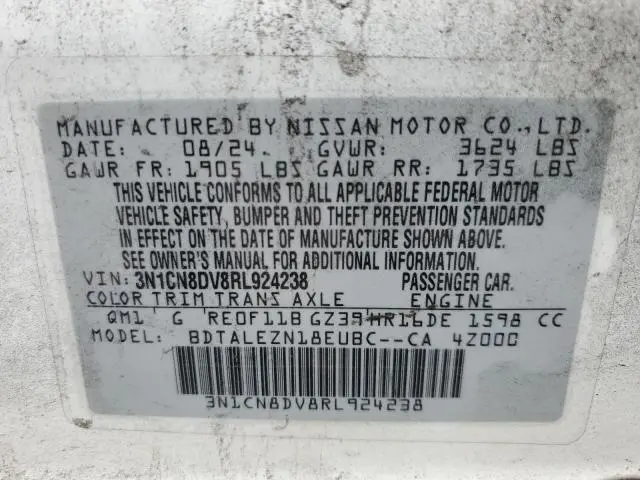 MANUFACTURED BY NISSAN MOTOR CO., LTD.
DATE: 08/24 GVWR: 3624 LBS
GAWR FR: 1905 LBS GAWR RR: 1735 LBS
THIS VEHICLE CONFORMS TO ALL APPLICABLE FEDERAL MOTOR
VEHICLE SAFETY, BUMPER AND THEFT PREVENTION STANDARDS
IN EFFECT ON THE DATE OF MANUFACTURE SHOWN ABOVE.
SEE OWNER'S MANUAL FOR ADDITIONAL INFORMATION.
VIN: 3N1CN8DV8RL924238 PASSENGER CAR.
COLOR TRIM TRANS AXLE ENGINE
QM1 G RE0F11B GZ39 HR16DE 1598 CC
MODEL: BDTALEZN18EUBC--CA 4Z00C
3N1CN8DV8RL924238